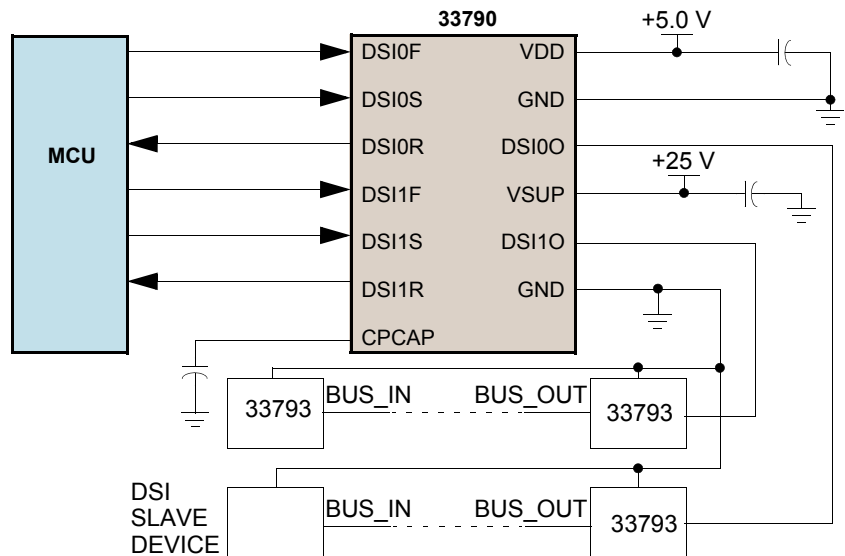 33790
+5.0 V
DSI0F
VDD
DSI0S
GND
MCU
DSI0R
DSI0O
+25 V
DSI1F
VSUP
DSI1S
DSI1O
DSI1R
GND
CPCAP
33793
BUS_IN
BUS_OUT
33793
DSI
SLAVE
DEVICE
BUS_IN
BUS_OUT
33793